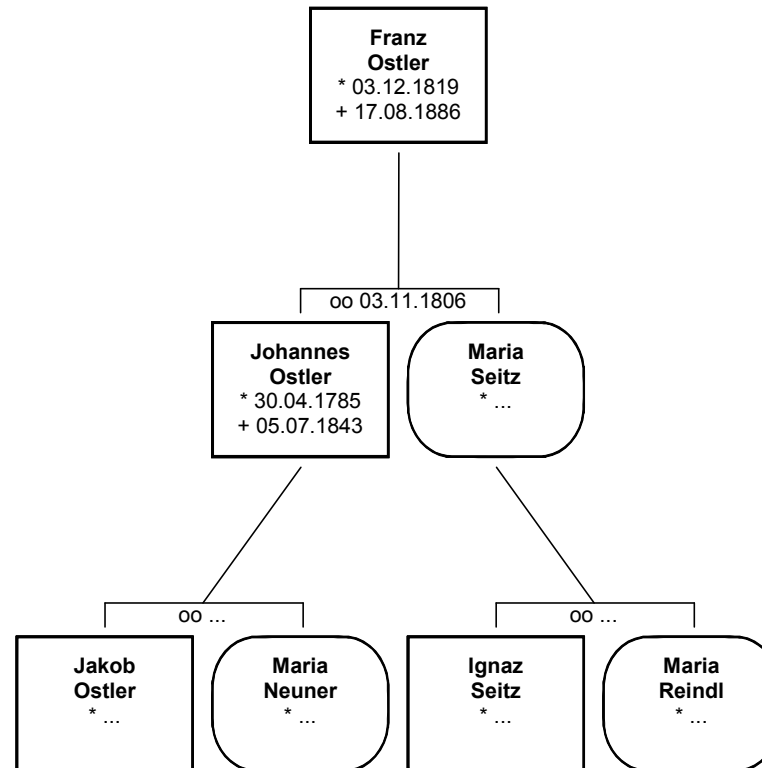 Franz
Ostler
* 03.12.1819
+ 17.08.1886
oo 03.11.1806
Johannes
Ostler
* 30.04.1785
+ 05.07.1843
Maria
Seitz
* ...
oo ...
oo ...
Jakob
Ostler
* ...
Maria
Neuner
* ...
Ignaz
Seitz
* ...
Maria
Reindl
* ...